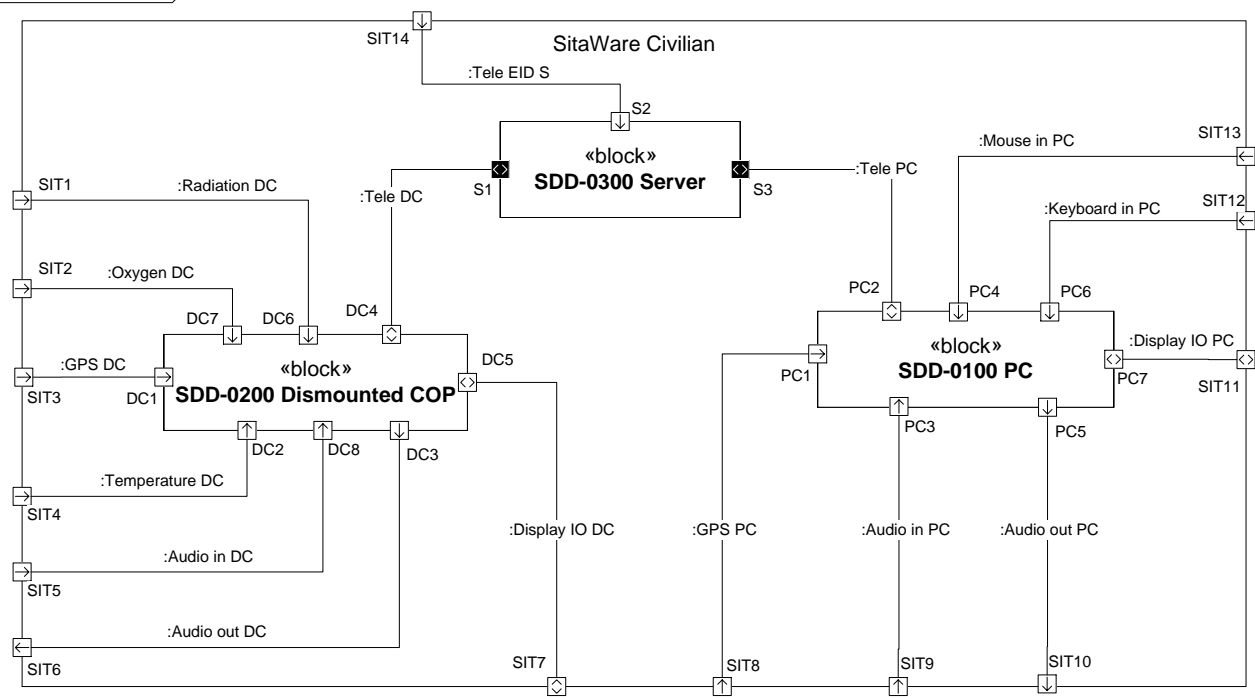 SIT14
SitaWare Civilian
:Tele EID S
S2
«block»
SDD-0300 Server
S1
S3
:Tele DC
:Tele PC
:Mouse in PC
SIT13
:Keyboard in PC
SIT12
SIT1
:Radiation DC
SIT2
:Oxygen DC
DC7
DC6
DC4
PC2
PC4
PC6
:GPS DC
SIT3
DC1
«block»
SDD-0200 Dismounted COP
DC5
PC1
«block»
SDD-0100 PC
:Display IO PC
PC7
SIT11
DC2
DC8
DC3
PC3
PC5
:Temperature DC
SIT4
:Display IO DC
:GPS PC
:Audio in PC
:Audio out PC
:Audio in DC
SIT5
:Audio out DC
SIT6
SIT7
SIT8
SIT9
SIT10